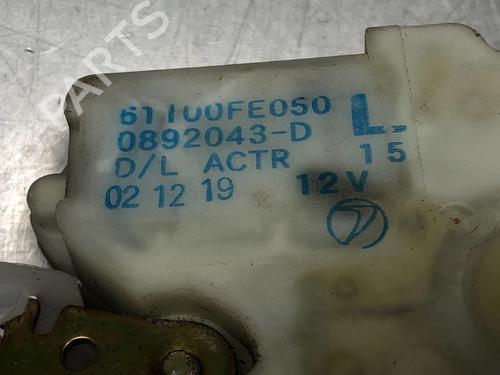 PARTS
61100FE050
0892043-D L
D/L ACTR 15
02 12 19 12V